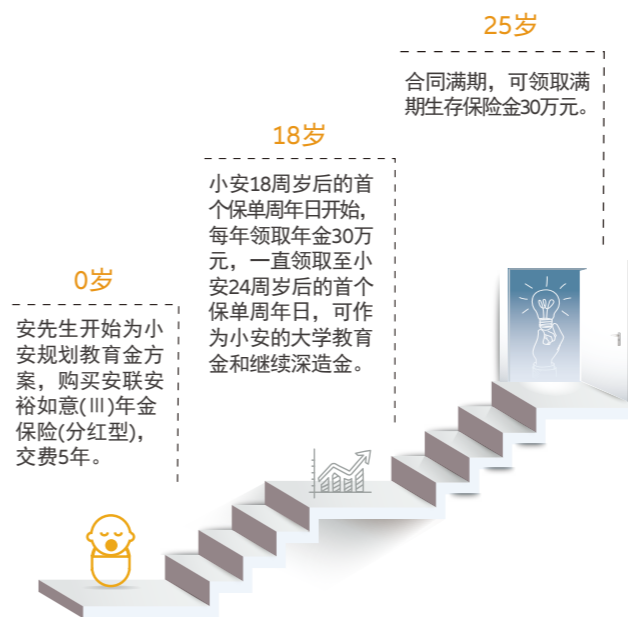 0岁
安先生开始为小
安规划教育金方
案，购买安联安
裕如意(Ⅲ)年金
保险(分红型)，
交费5年。
18岁
小安18周岁后的首
个保单周年日开始，
每年领取年金30万
元，一直领取至小
安24周岁后的首个
保单周年日，可作
为小安的大学教育
金和继续深造金。
25岁
合同满期，可领取满
期生存保险金30万元。